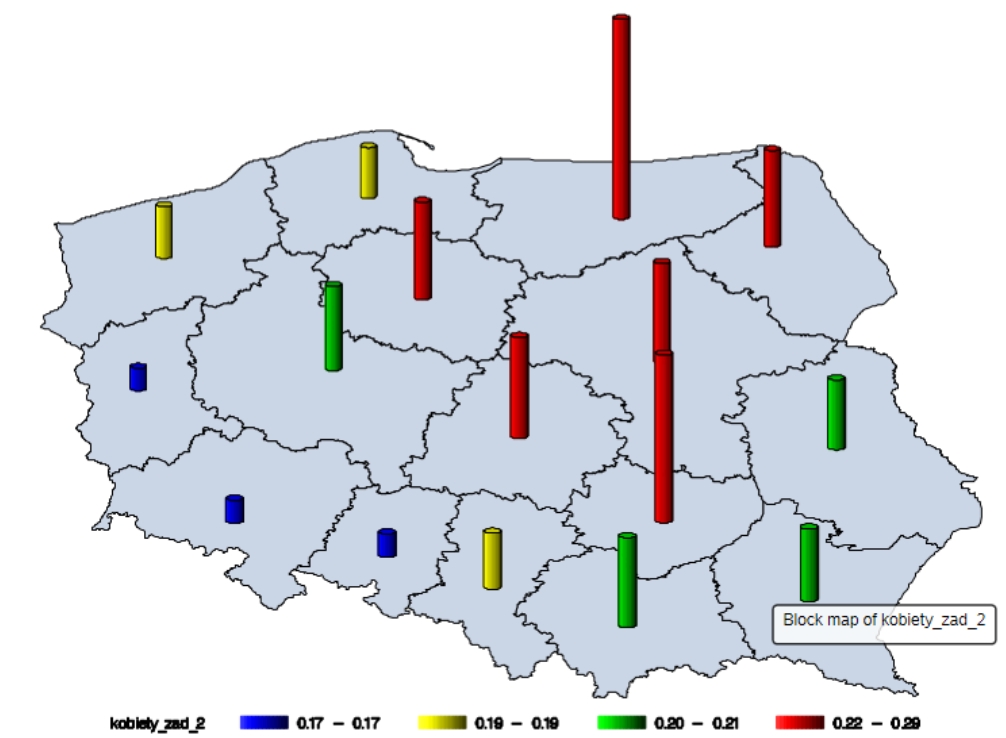 Block map of kobiety_zad_2
kobiety_zad_2 0.17 – 0.17 0.19 – 0.19 0.20 – 0.21 0.22 – 0.29